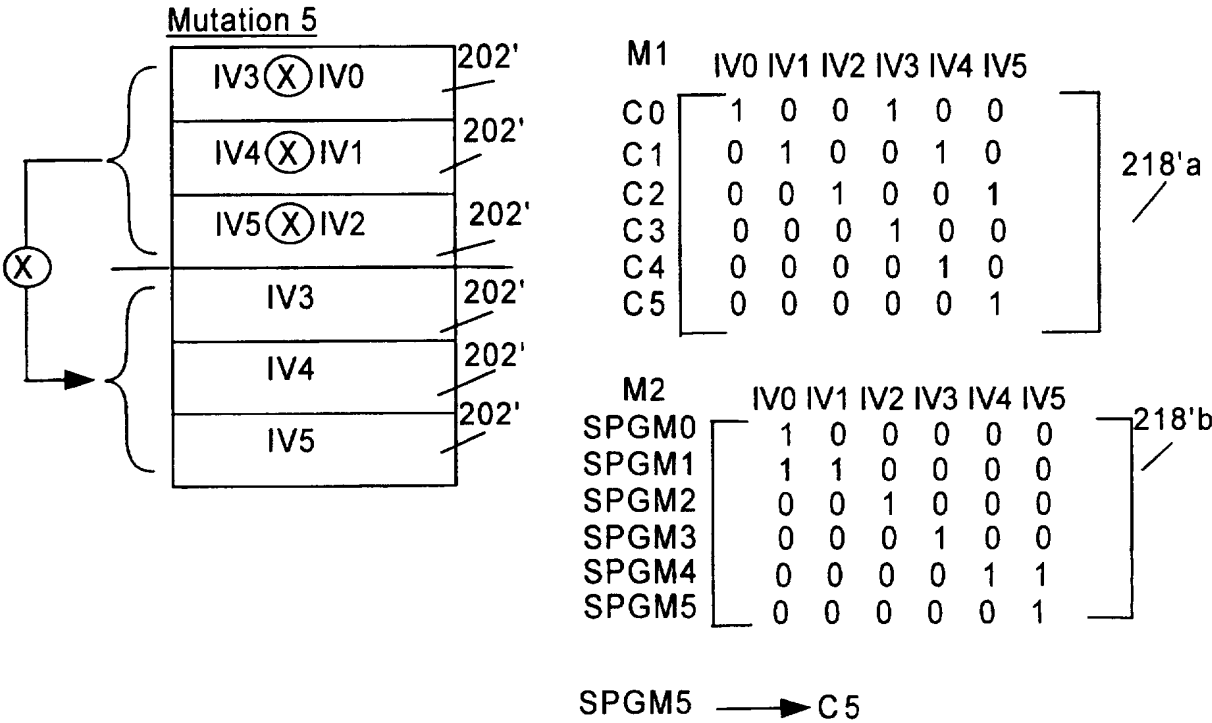 Mutation 5
IV3 X IV0 202'
IV4 X IV1 202'
IV5 X IV2 202'
X
IV3 202'
IV4 202'
IV5 202'
M1 IV0 IV1 IV2 IV3 IV4 IV5
C0 1 0 0 1 0 0
C1 0 1 0 0 1 0
C2 0 0 1 0 0 1
C3 0 0 0 1 0 0
C4 0 0 0 0 1 0
C5 0 0 0 0 0 1
218'a
M2 IV0 IV1 IV2 IV3 IV4 IV5
SPGM0 1 0 0 0 0 0
SPGM1 1 1 0 0 0 0
SPGM2 0 0 1 0 0 0
SPGM3 0 0 0 1 0 0
SPGM4 0 0 0 0 1 1
SPGM5 0 0 0 0 0 1
218'b
SPGM5 → C5